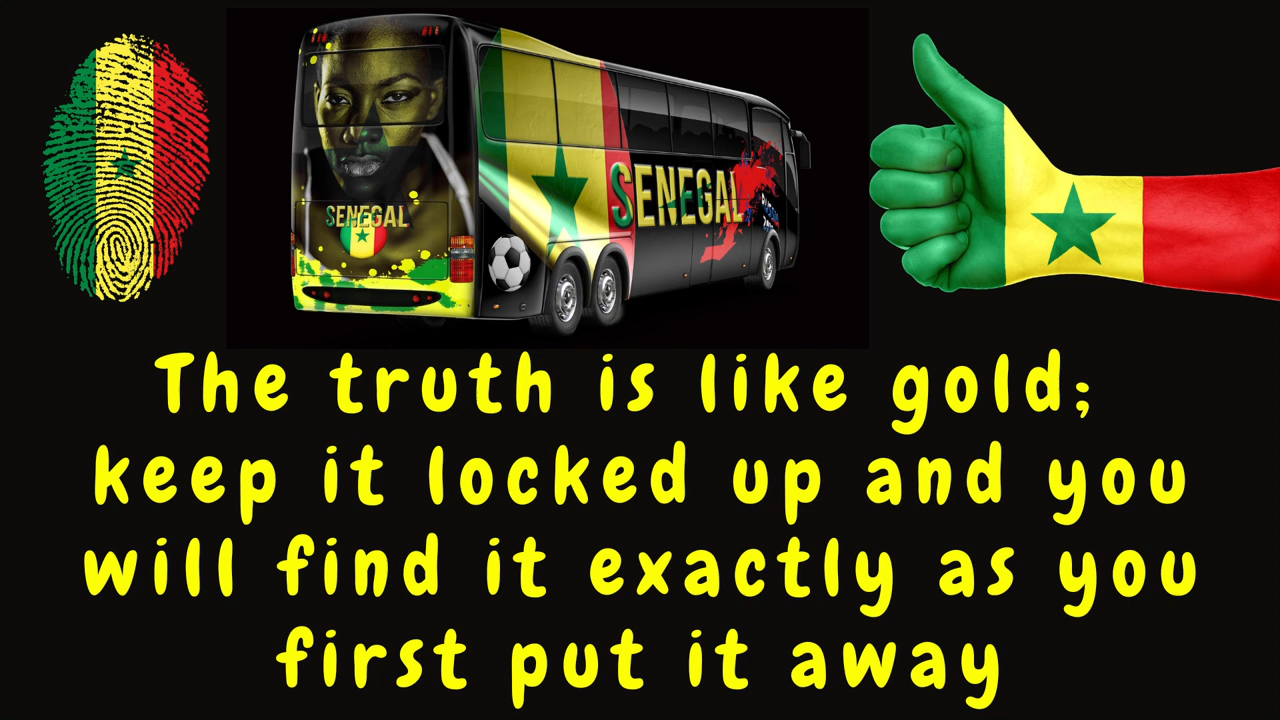 SENEGAL
SENEGAL
The truth is like gold;
keep it locked up and you
will find it exactly as you
first put it away